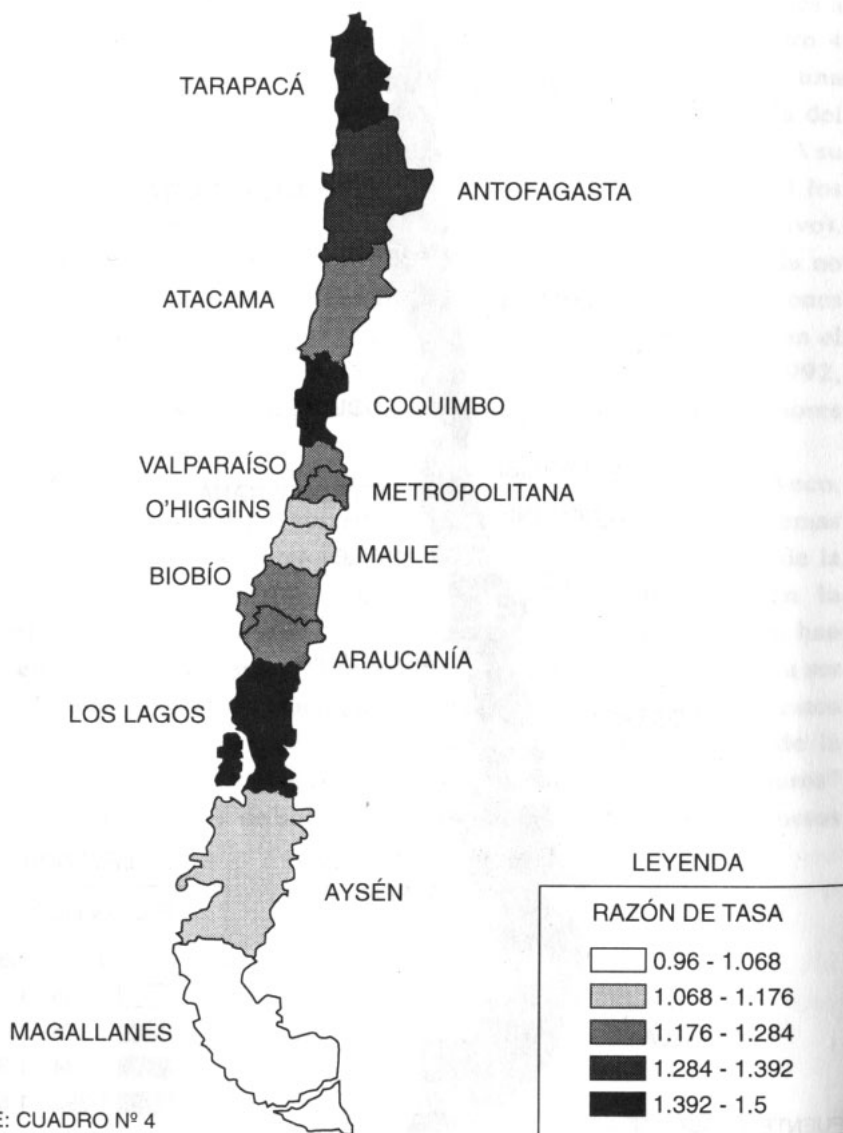 TARAPACÁ
ANTOFAGASTA
ATACAMA
COQUIMBO
VALPARAÍSO
METROPOLITANA
O'HIGGINS
MAULE
BIOBÍO
ARAUCANÍA
LOS LAGOS
AYSÉN
MAGALLANES
LEYENDA
RAZÓN DE TASA
0.96 - 1.068
1.068 - 1.176
1.176 - 1.284
1.284 - 1.392
1.392 - 1.5
E: CUADRO Nº 4